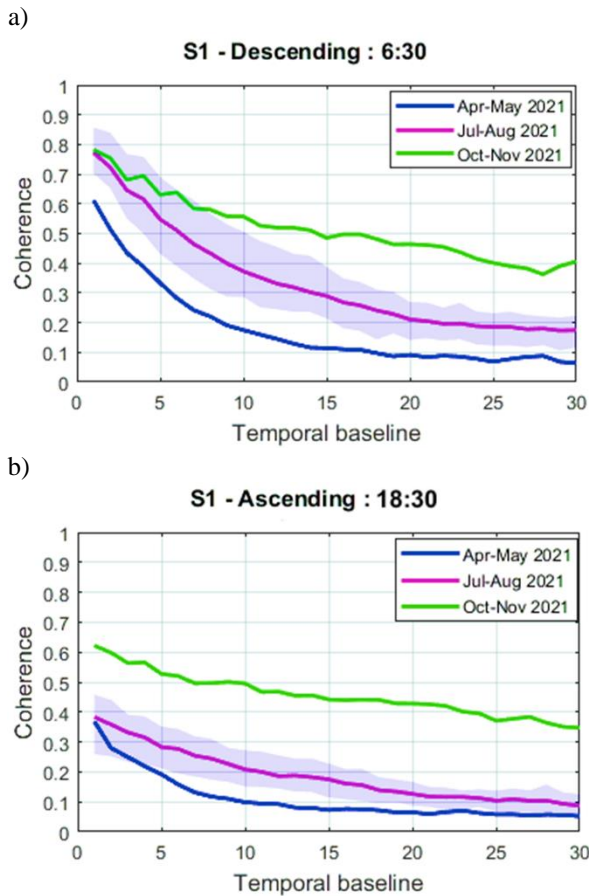 a)
S1 - Descending : 6:30
1
0.9
0.8
0.7
0.6
0.5
0.4
0.3
0.2
0.1
0
Coherence
Apr-May 2021
Jul-Aug 2021
Oct-Nov 2021
0 5 10 15 20 25 30
Temporal baseline
b)
S1 - Ascending : 18:30
1
0.9
0.8
0.7
0.6
0.5
0.4
0.3
0.2
0.1
0
Coherence
Apr-May 2021
Jul-Aug 2021
Oct-Nov 2021
0 5 10 15 20 25 30
Temporal baseline